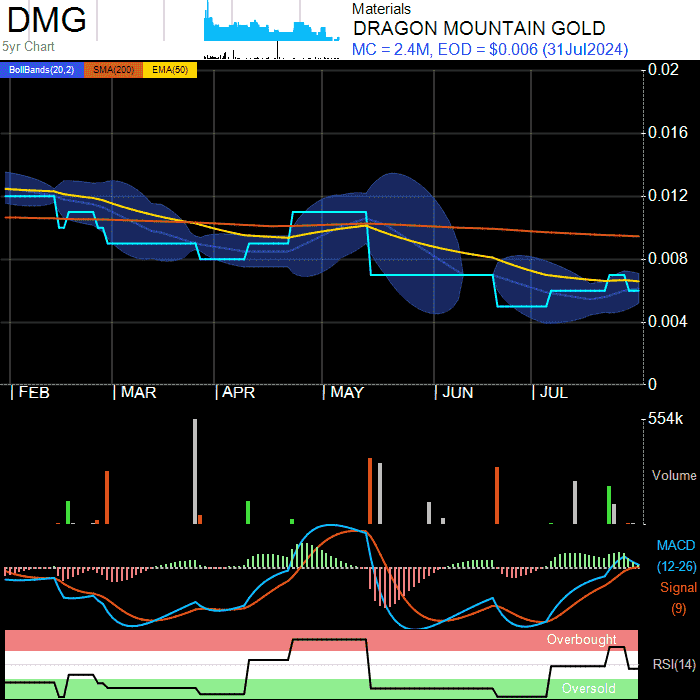 DMG
5yr Chart
Materials
DRAGON MOUNTAIN GOLD
MC = 2.4M, EOD = $0.006 (31Jul2024)
BollBands(20,2) SMA(200) EMA(50)
0.02
0.016
0.012
0.008
0.004
0
FEB MAR APR MAY JUN JUL
554k
Volume
MACD
(12-26)
Signal
(9)
Overbought
RSI(14)
Oversold